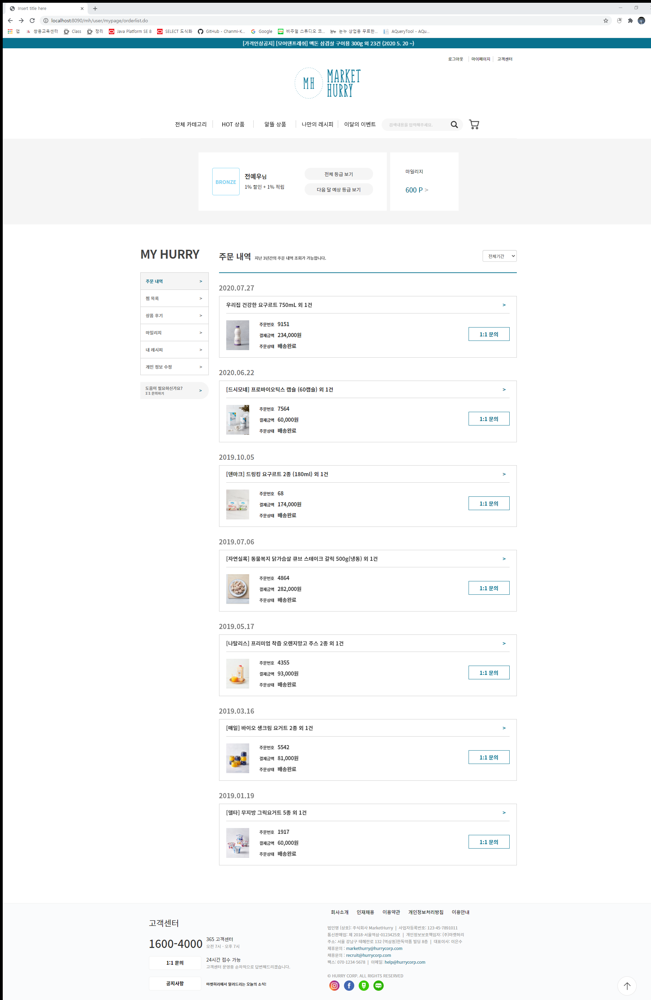 Insert title here
localhost:8090/mh/user/mypage/orderlist.do
앱 쌍용교육센터 Class 정리 Java Platform SE 8 SELECT 도식화 GitHub - Chanmi-K... Google 비주얼 스튜디오 코... 눈누 눈누 상업용 무료한... AQueryTool - AQu...
[가격인상공지] [모어댄프레쉬] 맥돈 삼겹살 구이용 300g 외 23건 (2020 5. 20 ~)
로그아웃 마이페이지 고객센터
MH MARKET
HURRY
전체 카테고리 HOT 상품 알뜰 상품 나만의 레시피 이달의 이벤트 검색내용을 입력해주세요.
BRONZE
전예우님
1% 할인 + 1% 적립
전체 등급 보기
다음 달 예상 등급 보기
마일리지
600 P >
MY HURRY
주문 내역 >
찜 목록 >
상품 후기 >
마일리지 >
내 레시피 >
개인 정보 수정 >
도움이 필요하신가요?
1:1 문의하기 >
주문 내역 지난 3년간의 주문 내역 조회가 가능합니다. 전체기간
2020.07.27
우리집 건강한 요구르트 750mL 외 1건 >
주문번호 9151
결제금액 234,000원
주문상태 배송완료
1:1 문의
2020.06.22
[드시모네] 프로바이오틱스 캡슐 (60캡슐) 외 1건 >
주문번호 7564
결제금액 60,000원
주문상태 배송완료
1:1 문의
2019.10.05
[덴마크] 드링킹 요구르트 2종 (180ml) 외 1건 >
주문번호 68
결제금액 174,000원
주문상태 배송완료
1:1 문의
2019.07.06
[자연실록] 동물복지 닭가슴살 큐브 스테이크 갈릭 500g(냉동) 외 1건 >
주문번호 4864
결제금액 282,000원
주문상태 배송완료
1:1 문의
2019.05.17
[나탈리스] 프리미엄 착즙 오렌지망고 주스 2종 외 1건 >
주문번호 4355
결제금액 93,000원
주문상태 배송완료
1:1 문의
2019.03.16
[매일] 바이오 생크림 요거트 2종 외 1건 >
주문번호 5542
결제금액 81,000원
주문상태 배송완료
1:1 문의
2019.01.19
[델타] 무지방 그릭요거트 5종 외 1건 >
주문번호 1917
결제금액 60,000원
주문상태 배송완료
1:1 문의
고객센터
1600-4000 365 고객센터
오전 7시 - 오후 7시
1:1 문의 24시간 접수 가능
고객센터 운영중 순차적으로 답변해드리겠습니다.
공지사항 마켓허리에서 알려드리는 오늘의 소식!
회사소개 인재채용 이용약관 개인정보처리방침 이용안내
법인명 (상호): 주식회사 MarketHurry | 사업자등록번호: 123-45-7891011
통신판매업: 제 2018-서울역삼-0123425호 | 개인정보보호책임자: (주)마켓허리
주소: 서울 강남구 테헤란로 132 (역삼동)한독약품 빌딩 8층 | 대표이사: 이은수
제휴문의 : markethurry@hurrycorp.com
채용문의 : recruit@hurrycorp.com
팩스: 070-1234-5678 | 이메일: help@hurrycorp.com
© HURRY CORP. ALL RIGHTS RESERVED
blog